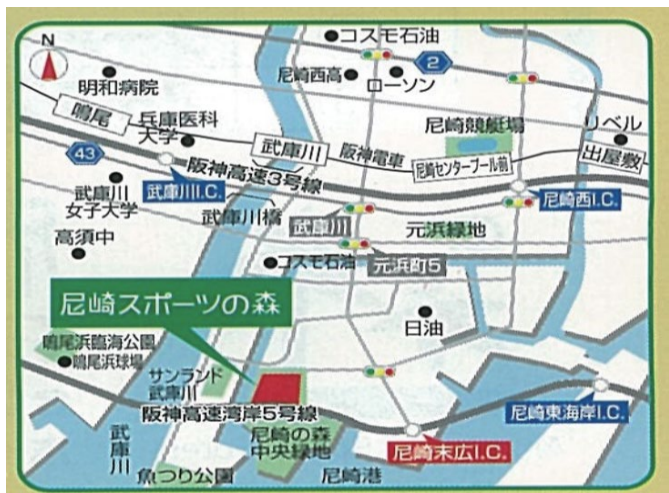 N
コスモ石油
2
尼崎西高
ローソン
明和病院
鳴尾
兵庫医科
大学
武庫川
阪神電車
尼崎競艇場
リベル
尼崎センタープール前
出屋敷
43
阪神高速3号線
武庫川I.C.
武庫川
女子大学
武庫川橋
武庫川
尼崎西I.C.
元浜緑地
高須中
コスモ石油
元浜町5
尼崎スポーツの森
日油
鳴尾浜臨海公園
鳴尾浜球場
サンランド
武庫川
阪神高速湾岸5号線
尼崎東海岸I.C.
武庫川
尼崎の森
中央緑地
尼崎末広I.C.
魚つり公園
尼崎港